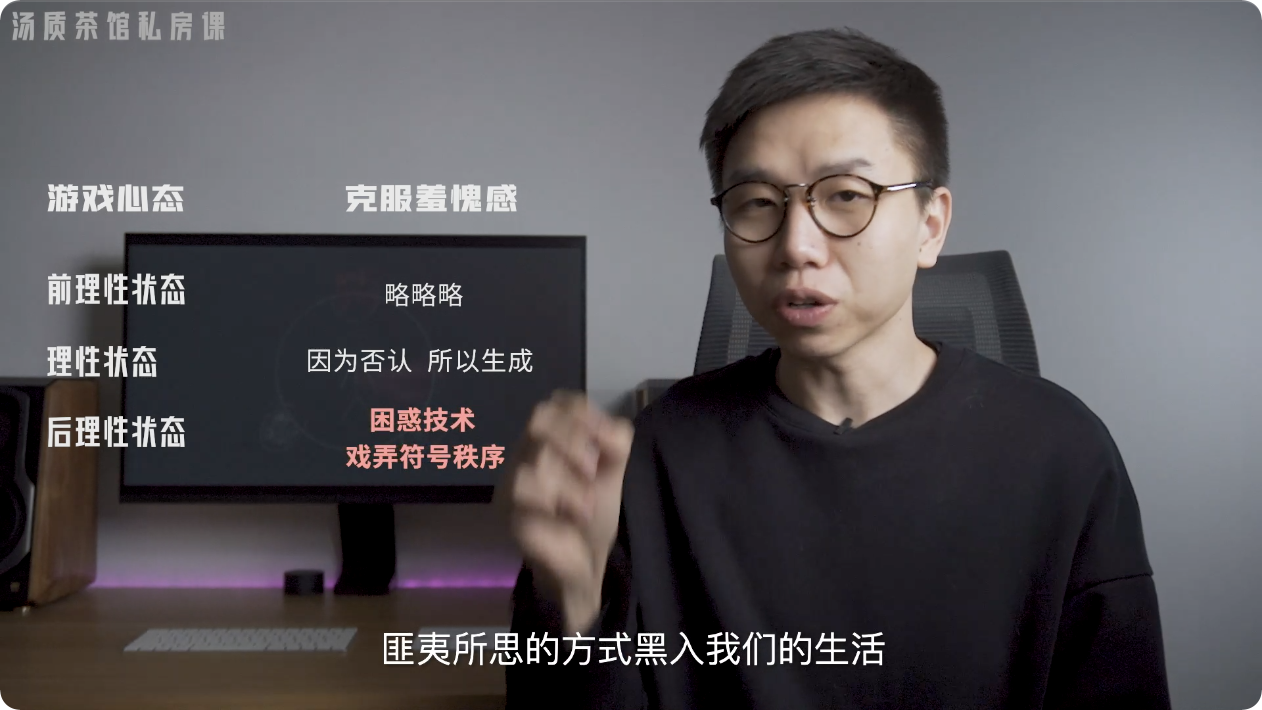 汤质茶馆私房课
游戏心态 克服羞愧感
前理性状态 略略略
理性状态 因为否认 所以生成
后理性状态 困惑技术
戏弄符号秩序
匪夷所思的方式黑入我们的生活